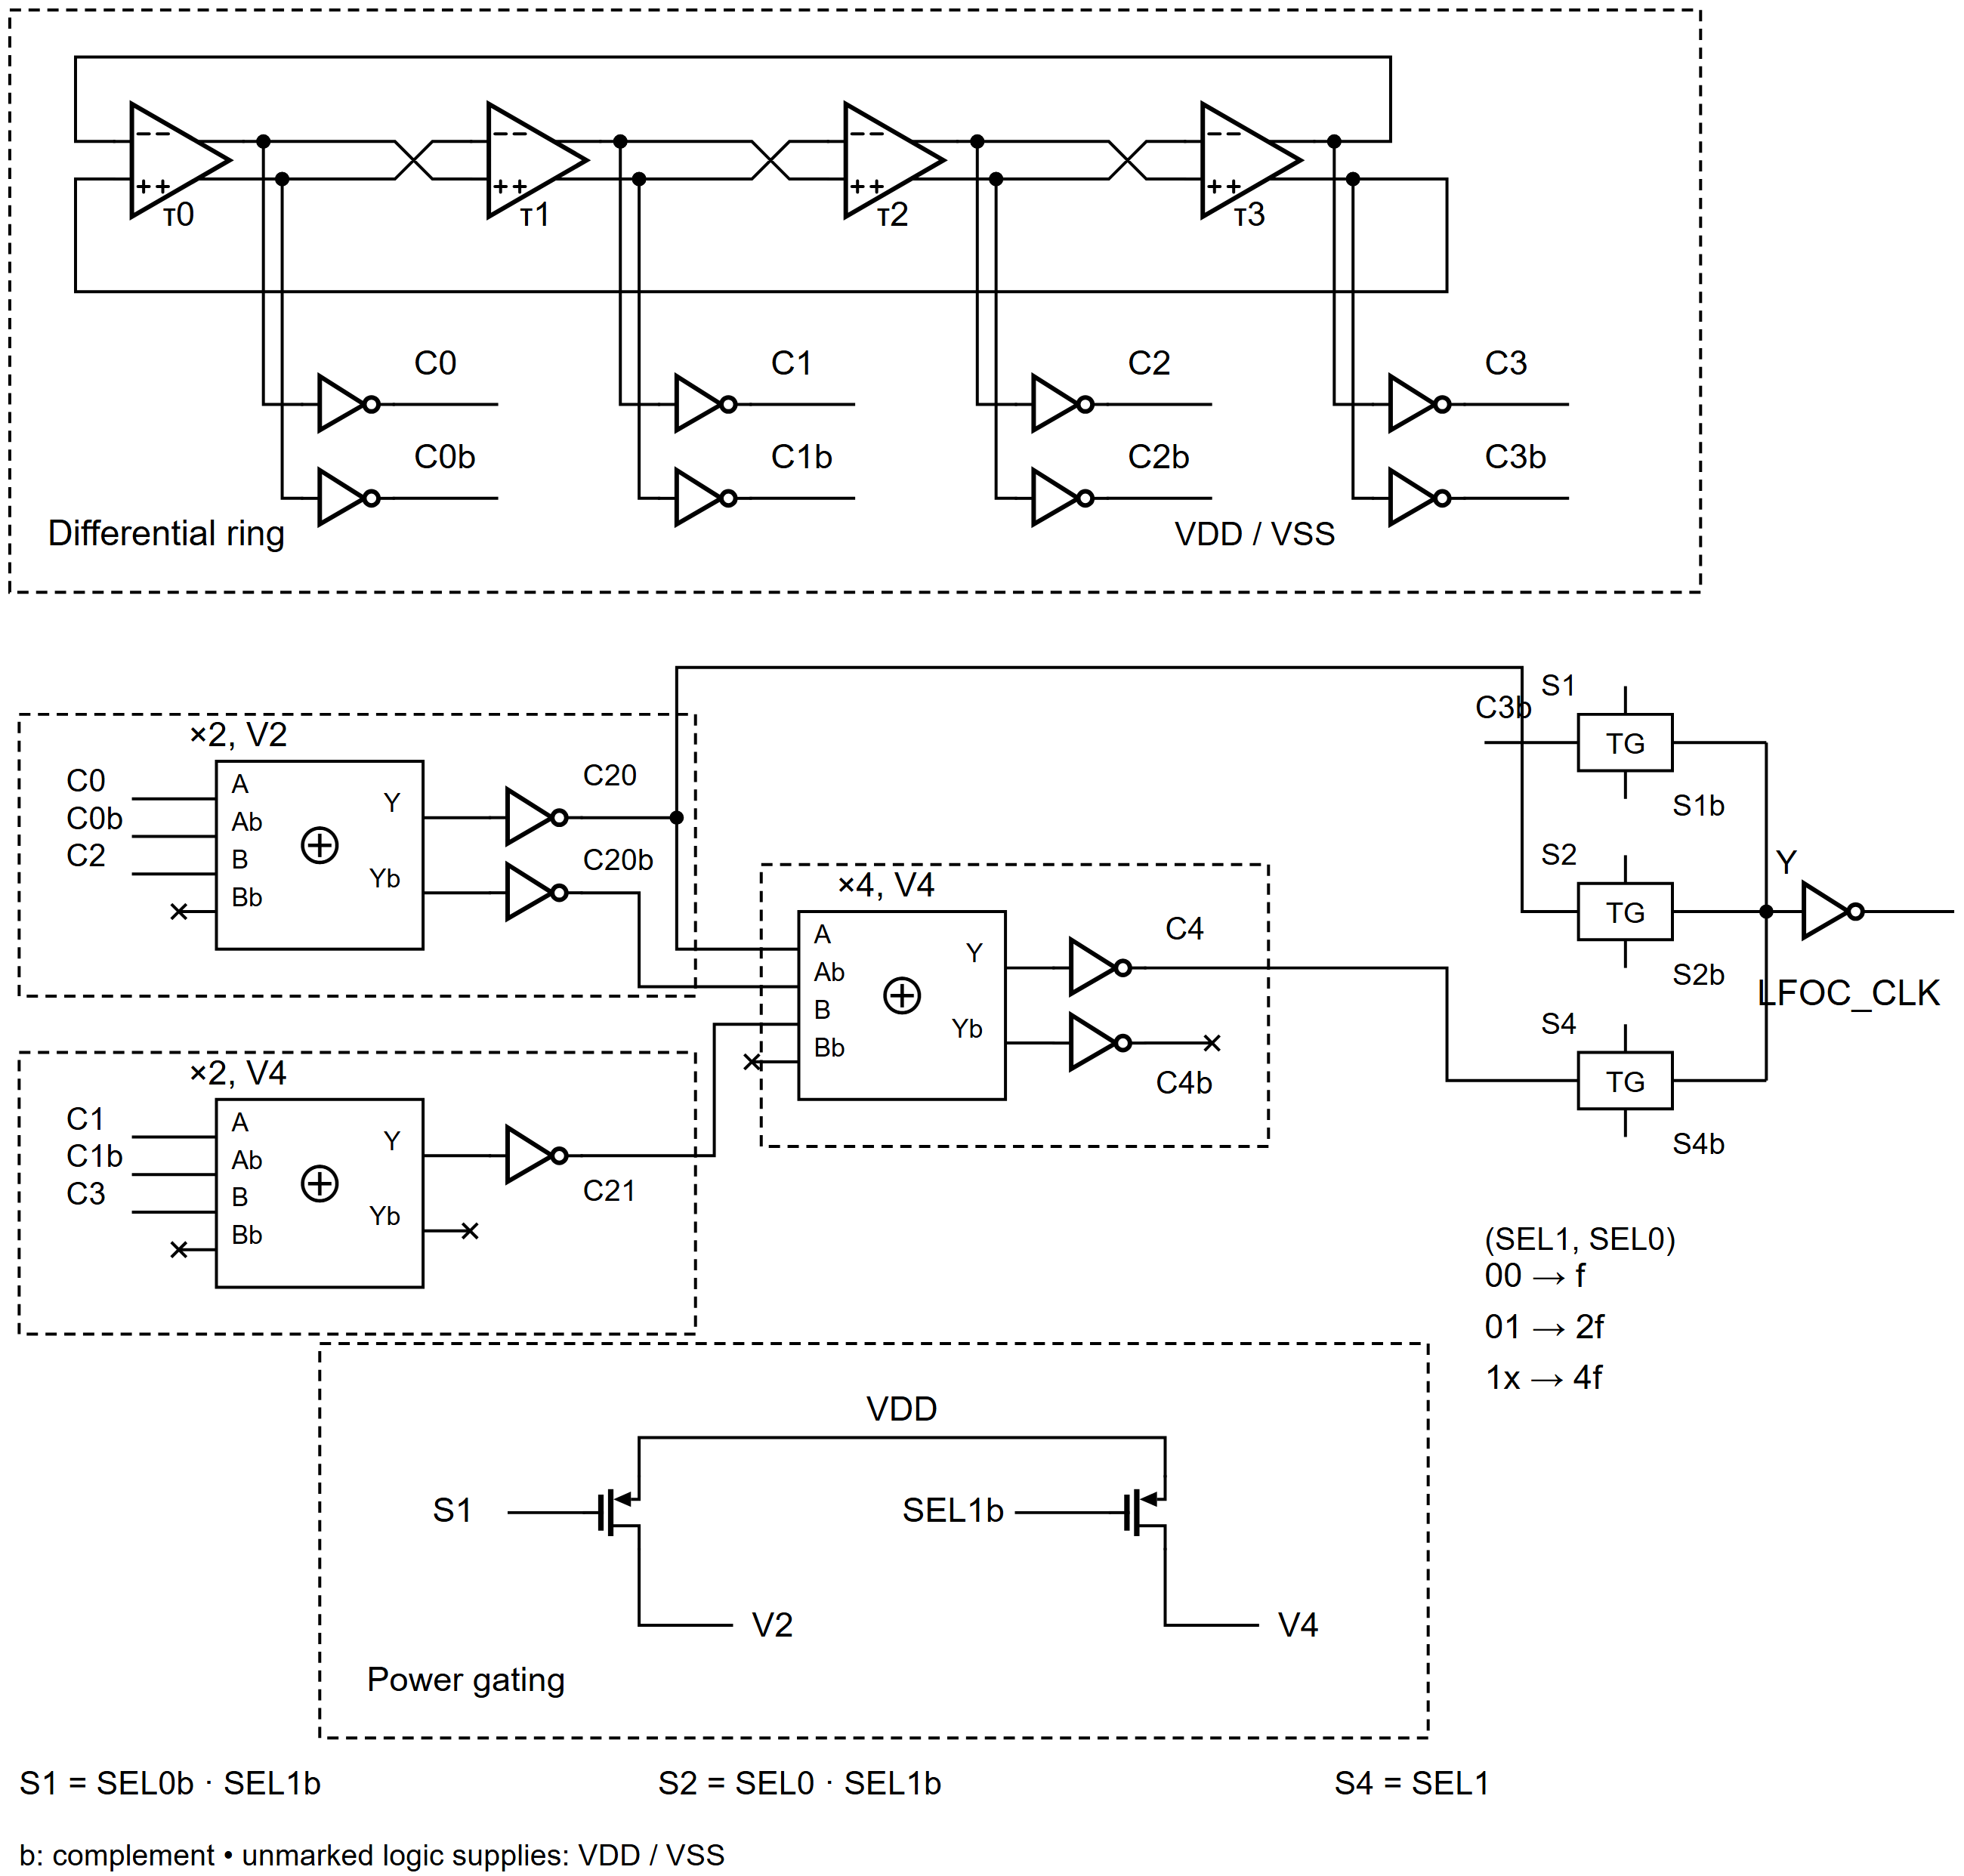 − −
+ +
τ0
− −
+ +
τ1
− −
+ +
τ2
− −
+ +
τ3
C0
C1
C2
C3
C0b
C1b
C2b
C3b
Differential ring
VDD / VSS
×2, V2
C0
C0b
C2
A
Ab
B
Bb
Y
Yb
C20
C20b
×4, V4
A
Ab
B
Bb
Y
Yb
C4
C4b
×2, V4
C1
C1b
C3
A
Ab
B
Bb
Y
Yb
C21
C3b
S1
TG
S1b
S2
TG
S2b
S4
TG
S4b
Y
LFOC_CLK
(SEL1, SEL0)
00 → f
01 → 2f
1x → 4f
VDD
S1
SEL1b
V2
V4
Power gating
S1 = SEL0b · SEL1b
S2 = SEL0 · SEL1b
S4 = SEL1
b: complement • unmarked logic supplies: VDD / VSS